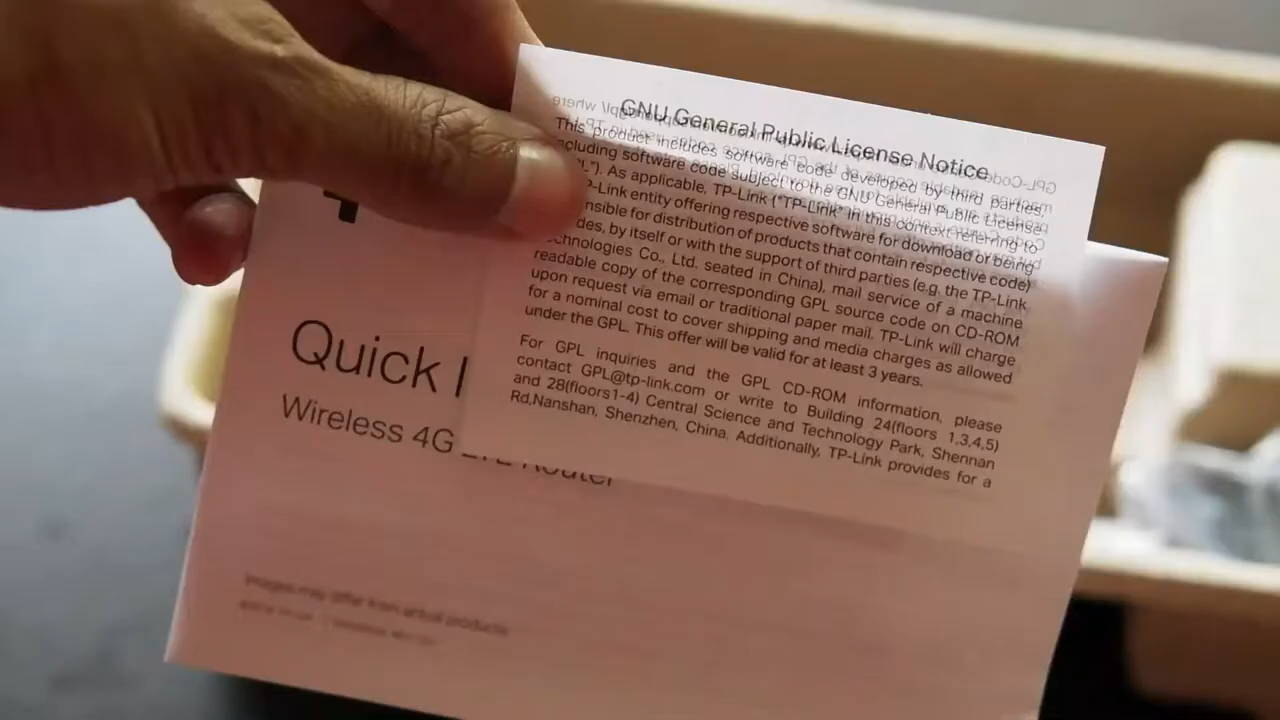 GNU General Public License Notice
This product includes software code developed by third parties,
including software code subject to the GNU General Public License
As applicable, TP-Link ("TP-Link" in this context referring to
TP-Link entity offering respective software for download or being
for distribution of products that contain respective code)
by itself or with the support of third parties (e.g. the TP-Link
Technologies Co., Ltd. seated in China), mail service of a machine
readable copy of the corresponding GPL source code on CD-ROM
upon request via email or traditional paper mail. TP-Link will charge
for a nominal cost to cover shipping and media charges as allowed
under the GPL. This offer will be valid for at least 3 years.
For GPL inquiries and the GPL CD-ROM information, please
contact GPL@tp-link.com or write to Building 24(floors 1,3,4,5)
and 28(floors1-4) Central Science and Technology Park, Shennan
Rd,Nanshan, Shenzhen, China. Additionally, TP-Link provides for a
Quick I
Wireless 4G LTE Router
Images may differ from actual products